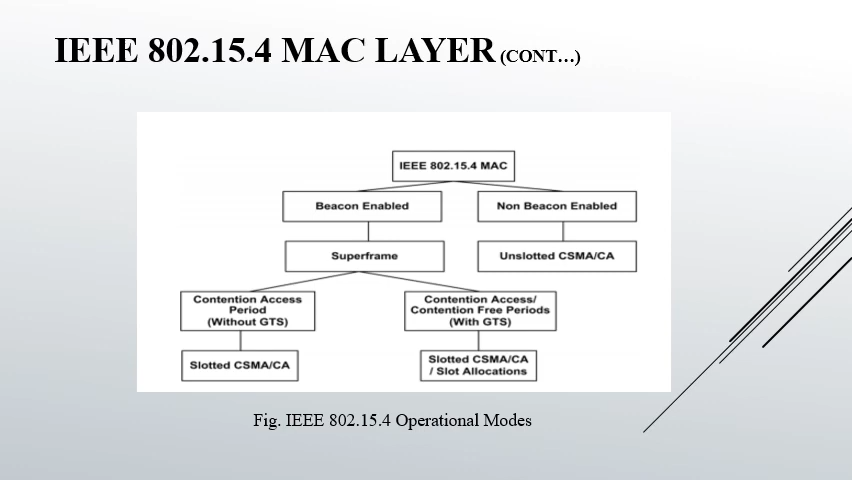 IEEE 802.15.4 MAC LAYER (CONT…)
IEEE 802.15.4 MAC
Beacon Enabled
Non Beacon Enabled
Superframe
Unslotted CSMA/CA
Contention Access
Period
(Without GTS)
Contention Access/
Contention Free Periods
(With GTS)
Slotted CSMA/CA
Slotted CSMA/CA
/ Slot Allocations
Fig. IEEE 802.15.4 Operational Modes